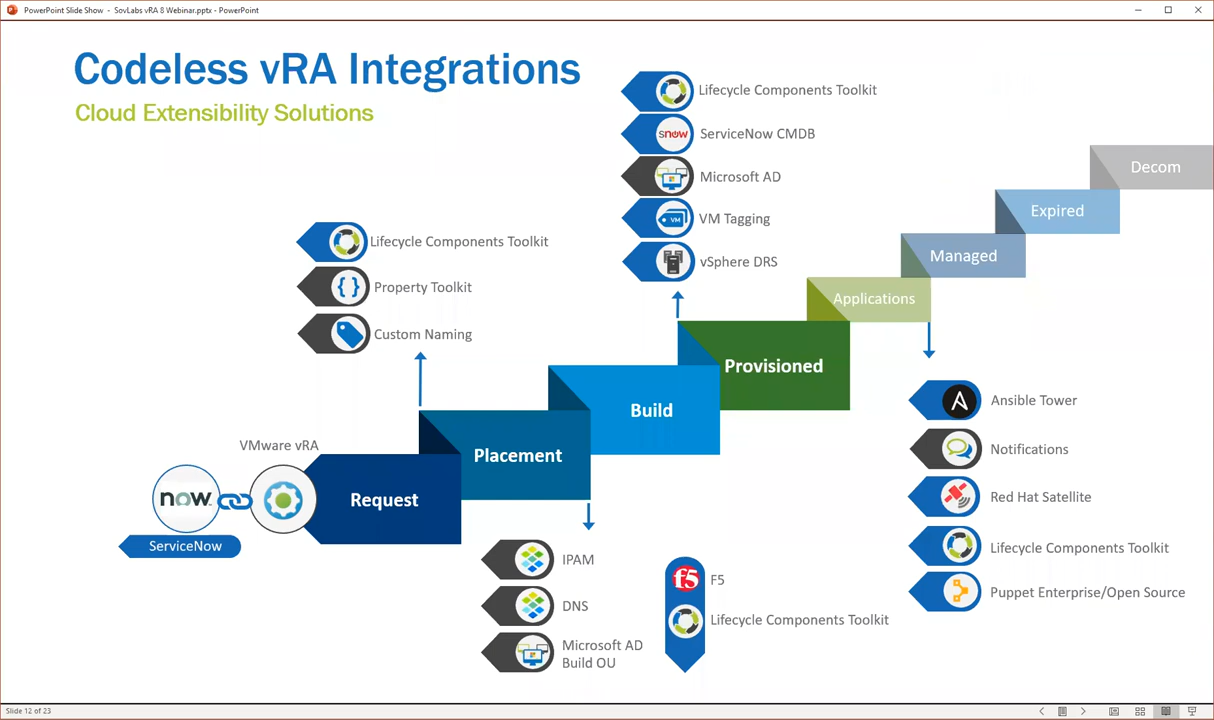 PowerPoint Slide Show - SovLabs vRA 8 Webinar.pptx - PowerPoint
Codeless vRA Integrations
Cloud Extensibility Solutions
Lifecycle Components Toolkit
snow ServiceNow CMDB
Microsoft AD
VM VM Tagging
vSphere DRS
Decom
Expired
Managed
Applications
Provisioned
Build
Placement
Request
Lifecycle Components Toolkit
{ } Property Toolkit
Custom Naming
VMware vRA
now
ServiceNow
IPAM
DNS
Microsoft AD
Build OU
f5 F5
Lifecycle Components Toolkit
A Ansible Tower
Notifications
Red Hat Satellite
Lifecycle Components Toolkit
Puppet Enterprise/Open Source
Slide 12 of 23